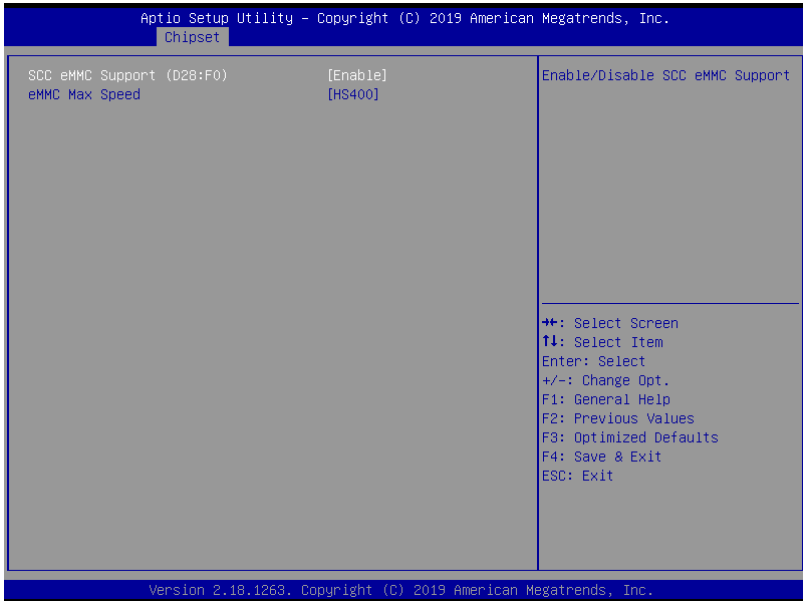 Aptio Setup Utility – Copyright (C) 2019 American Megatrends, Inc.
Chipset
SCC eMMC Support (D28:F0) [Enable]
eMMC Max Speed [HS400]
Enable/Disable SCC eMMC Support
→←: Select Screen
↑↓: Select Item
Enter: Select
+/-: Change Opt.
F1: General Help
F2: Previous Values
F3: Optimized Defaults
F4: Save & Exit
ESC: Exit
Version 2.18.1263. Copyright (C) 2019 American Megatrends, Inc.